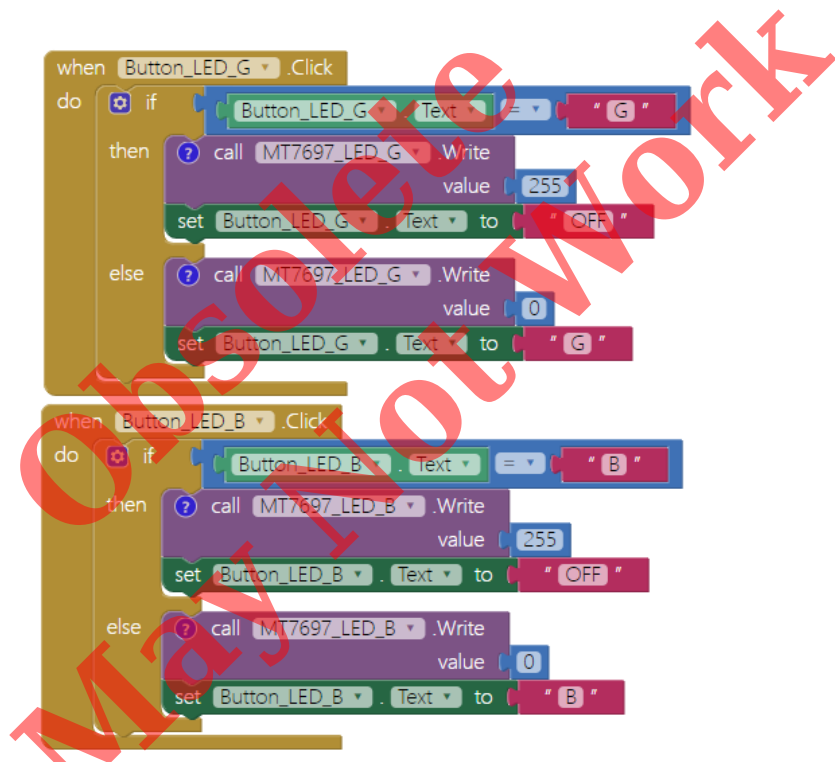 when Button_LED_G .Click
do if Button_LED_G . Text = " G "
then call MT7697_LED_G .Write
value 255
set Button_LED_G . Text to " OFF "
else call MT7697_LED_G .Write
value 0
set Button_LED_G . Text to " G "
when Button_LED_B .Click
do if Button_LED_B . Text = " B "
then call MT7697_LED_B .Write
value 255
set Button_LED_B . Text to " OFF "
else call MT7697_LED_B .Write
value 0
set Button_LED_B . Text to " B "
Obsolete
May Not Work